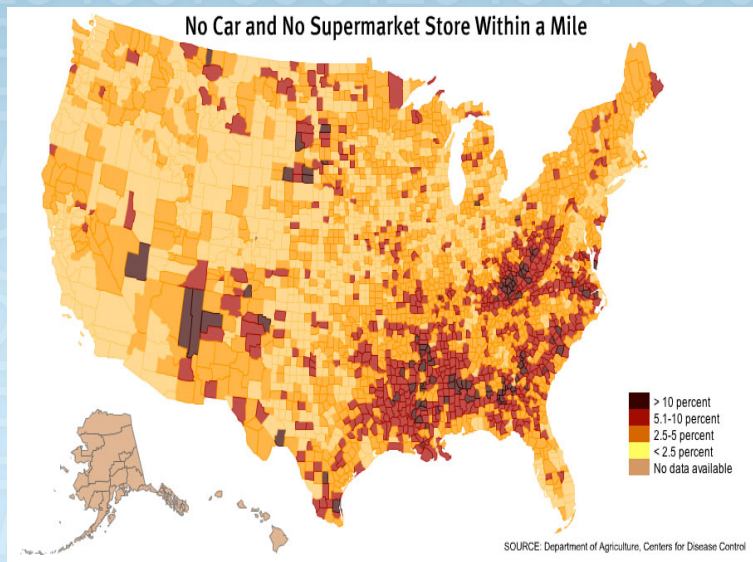 No Car and No Supermarket Store Within a Mile
> 10 percent
5.1-10 percent
2.5-5 percent
< 2.5 percent
No data available
SOURCE: Department of Agriculture, Centers for Disease Control